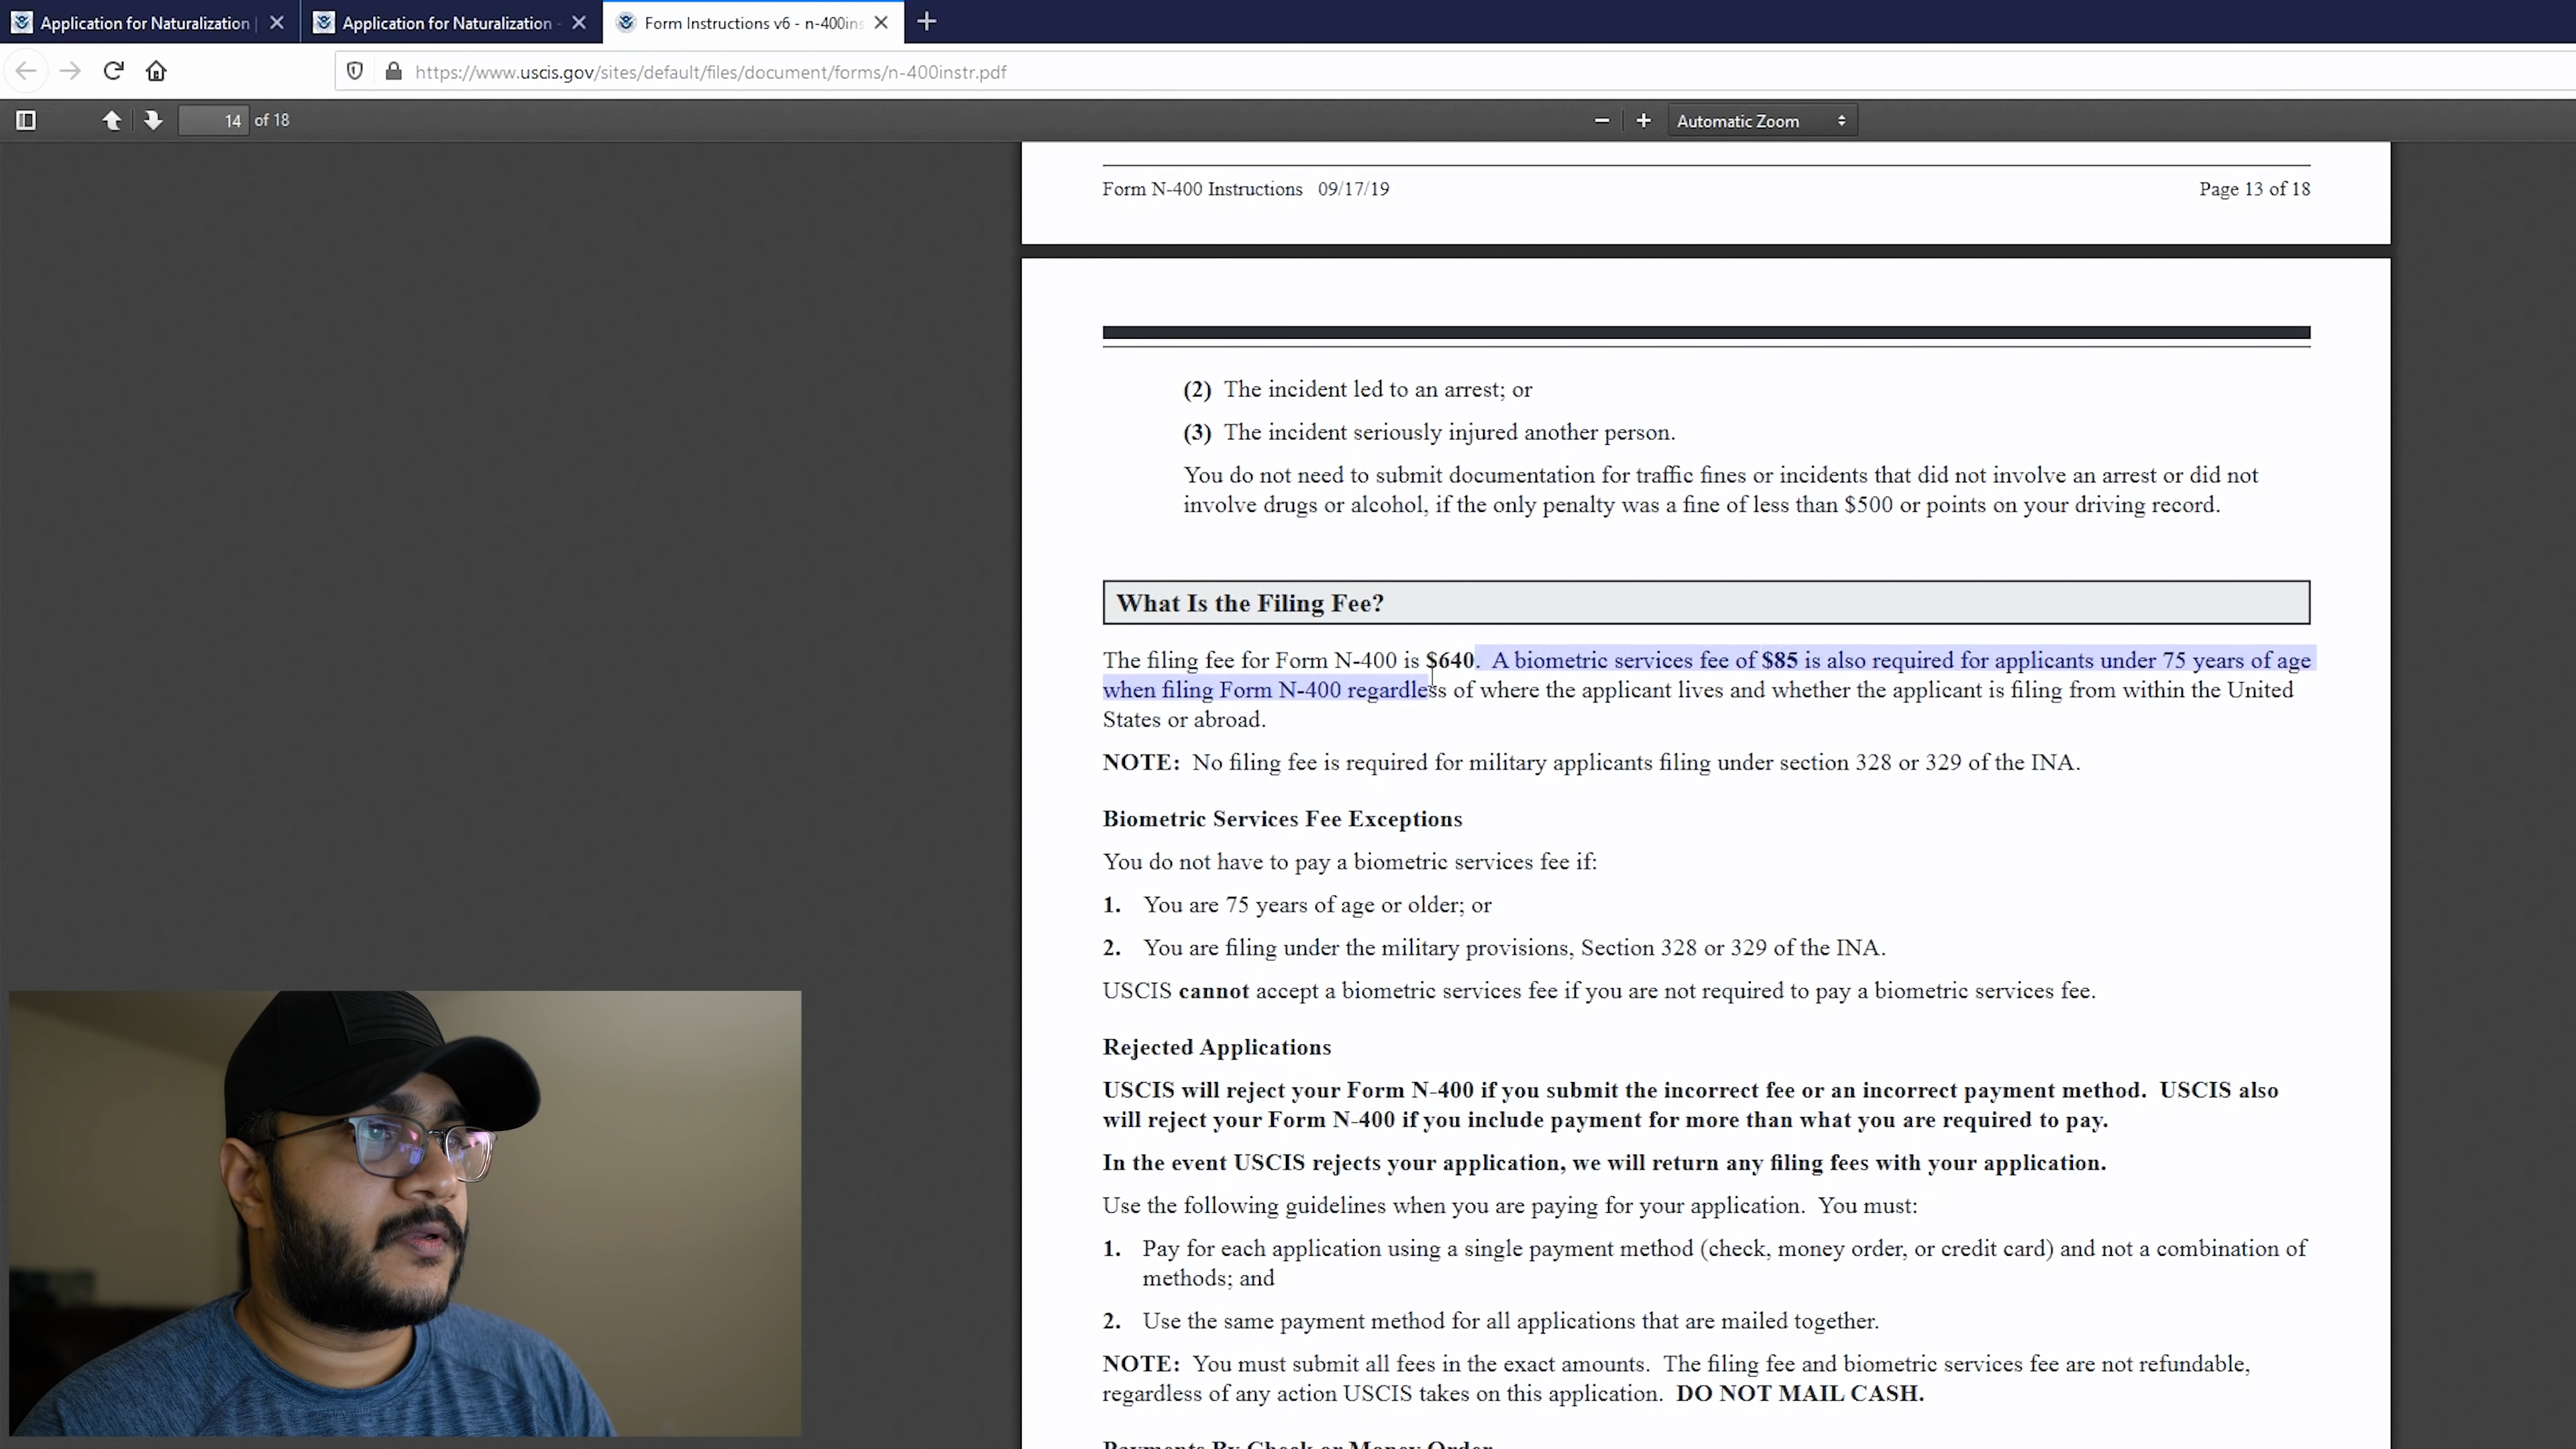 Application for Naturalization |
Application for Naturalization -
Form Instructions v6 - n-400ins
https://www.uscis.gov/sites/default/files/document/forms/n-400instr.pdf
14 of 18
Automatic Zoom
Form N-400 Instructions 09/17/19
Page 13 of 18
(2) The incident led to an arrest; or
(3) The incident seriously injured another person.
You do not need to submit documentation for traffic fines or incidents that did not involve an arrest or did not
involve drugs or alcohol, if the only penalty was a fine of less than $500 or points on your driving record.
What Is the Filing Fee?
The filing fee for Form N-400 is $640. A biometric services fee of $85 is also required for applicants under 75 years of age
when filing Form N-400 regardless of where the applicant lives and whether the applicant is filing from within the United
States or abroad.
NOTE: No filing fee is required for military applicants filing under section 328 or 329 of the INA.
Biometric Services Fee Exceptions
You do not have to pay a biometric services fee if:
1. You are 75 years of age or older; or
2. You are filing under the military provisions, Section 328 or 329 of the INA.
USCIS cannot accept a biometric services fee if you are not required to pay a biometric services fee.
Rejected Applications
USCIS will reject your Form N-400 if you submit the incorrect fee or an incorrect payment method. USCIS also
will reject your Form N-400 if you include payment for more than what you are required to pay.
In the event USCIS rejects your application, we will return any filing fees with your application.
Use the following guidelines when you are paying for your application. You must:
1. Pay for each application using a single payment method (check, money order, or credit card) and not a combination of
methods; and
2. Use the same payment method for all applications that are mailed together.
NOTE: You must submit all fees in the exact amounts. The filing fee and biometric services fee are not refundable,
regardless of any action USCIS takes on this application. DO NOT MAIL CASH.
Payments By Check or Money Order